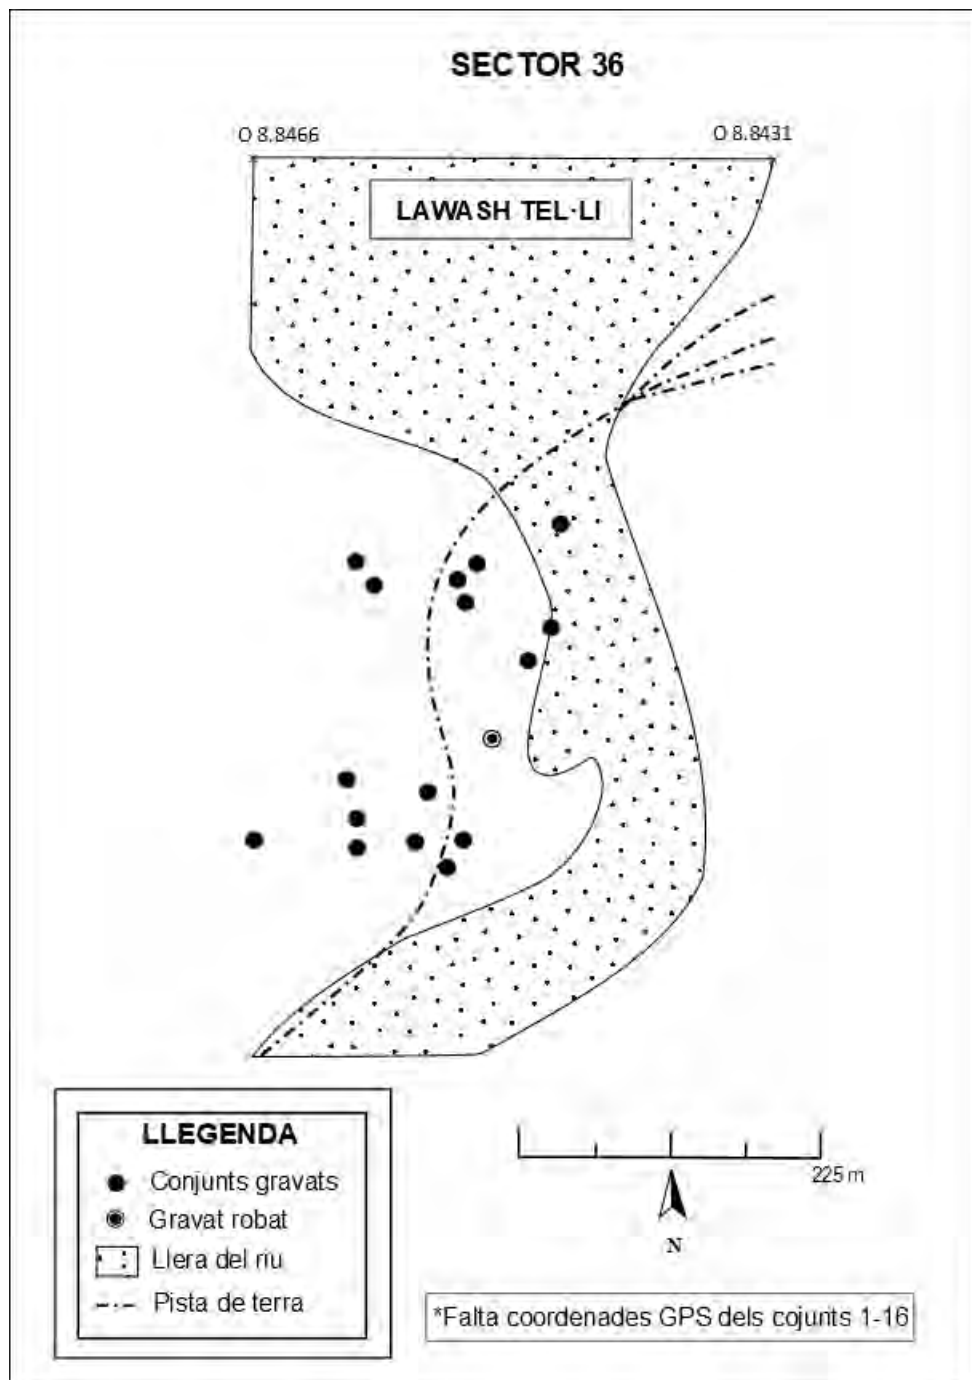 SECTOR 36
O 8.8466
O 8.8431
LAWASH TEL·LI
LLEGENDA
Conjunts gravats
Gravat robat
Llera del riu
Pista de terra
225 m
N
*Falta coordenades GPS dels cojunts 1-16